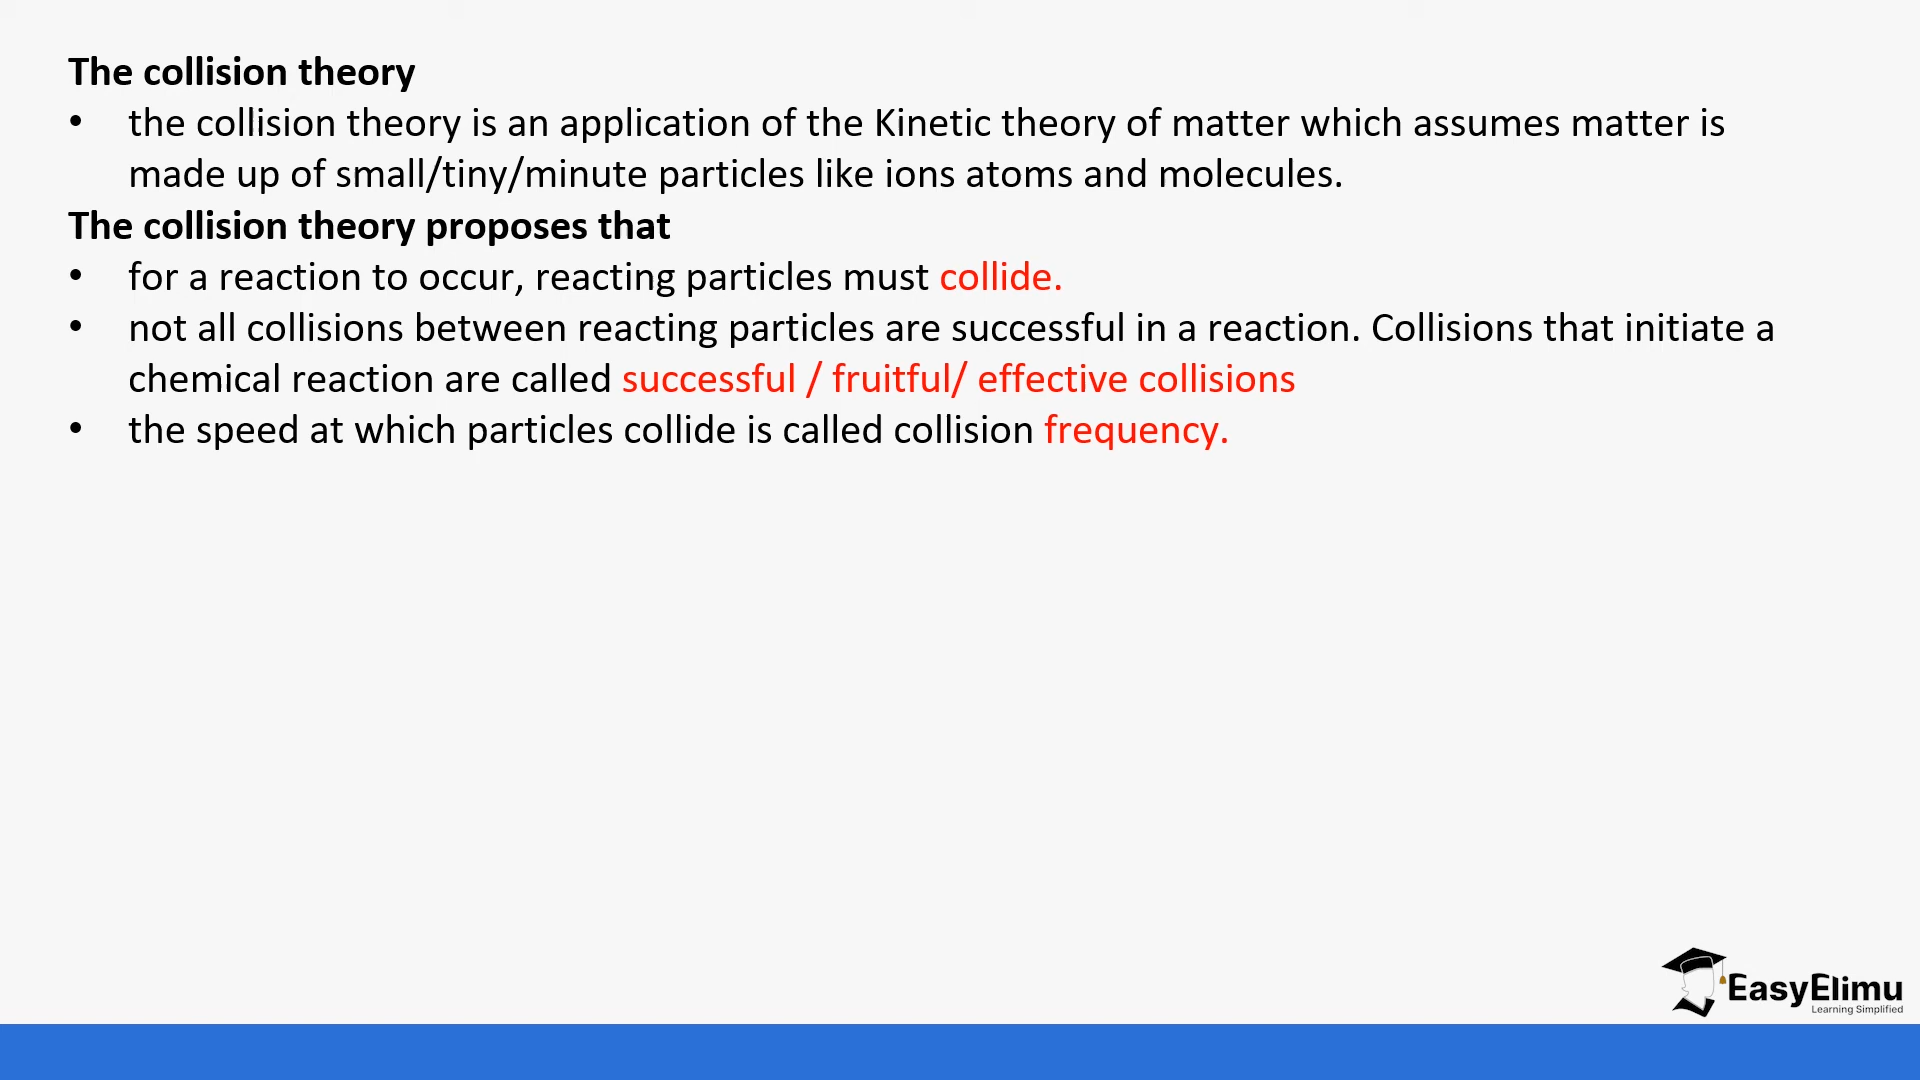 The collision theory
• the collision theory is an application of the Kinetic theory of matter which assumes matter is
made up of small/tiny/minute particles like ions atoms and molecules.
The collision theory proposes that
• for a reaction to occur, reacting particles must collide.
• not all collisions between reacting particles are successful in a reaction. Collisions that initiate a
chemical reaction are called successful / fruitful/ effective collisions
• the speed at which particles collide is called collision frequency.
EasyElimu
Learning Simplified